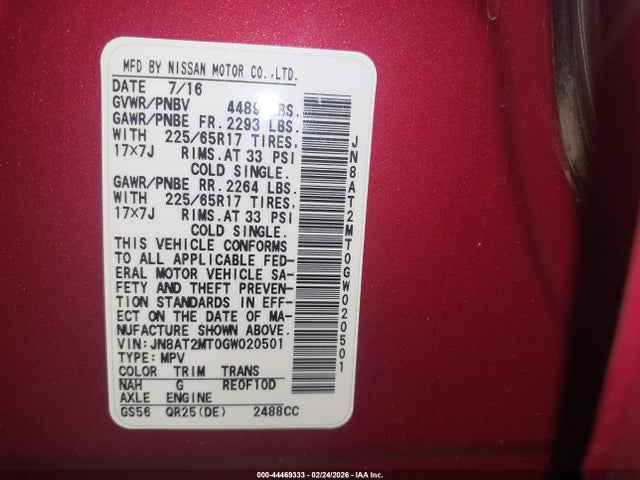 MFD BY NISSAN MOTOR CO.,LTD.
DATE 7/16
GVWR/PNBV 4489 LBS.
GAWR/PNBE FR. 2293 LBS.
WITH 225/65R17 TIRES,
17×7J RIMS.AT 33 PSI
COLD SINGLE.
GAWR/PNBE RR. 2264 LBS.
WITH 225/65R17 TIRES,
17×7J RIMS.AT 33 PSI
COLD SINGLE.
THIS VEHICLE CONFORMS
TO ALL APPLICABLE FED-
ERAL MOTOR VEHICLE SA-
FETY AND THEFT PREVEN-
TION STANDARDS IN EFF-
ECT ON THE DATE OF MA-
NUFACTURE SHOWN ABOVE.
VIN:JN8AT2MT0GW020501
TYPE: MPV
COLOR TRIM TRANS
NAH G RE0F10D
AXLE ENGINE
GS56 QR25(DE) 2488CC
JN8AT2MT0GW020501
000-44469333 - 02/24/2026 - IAA Inc.